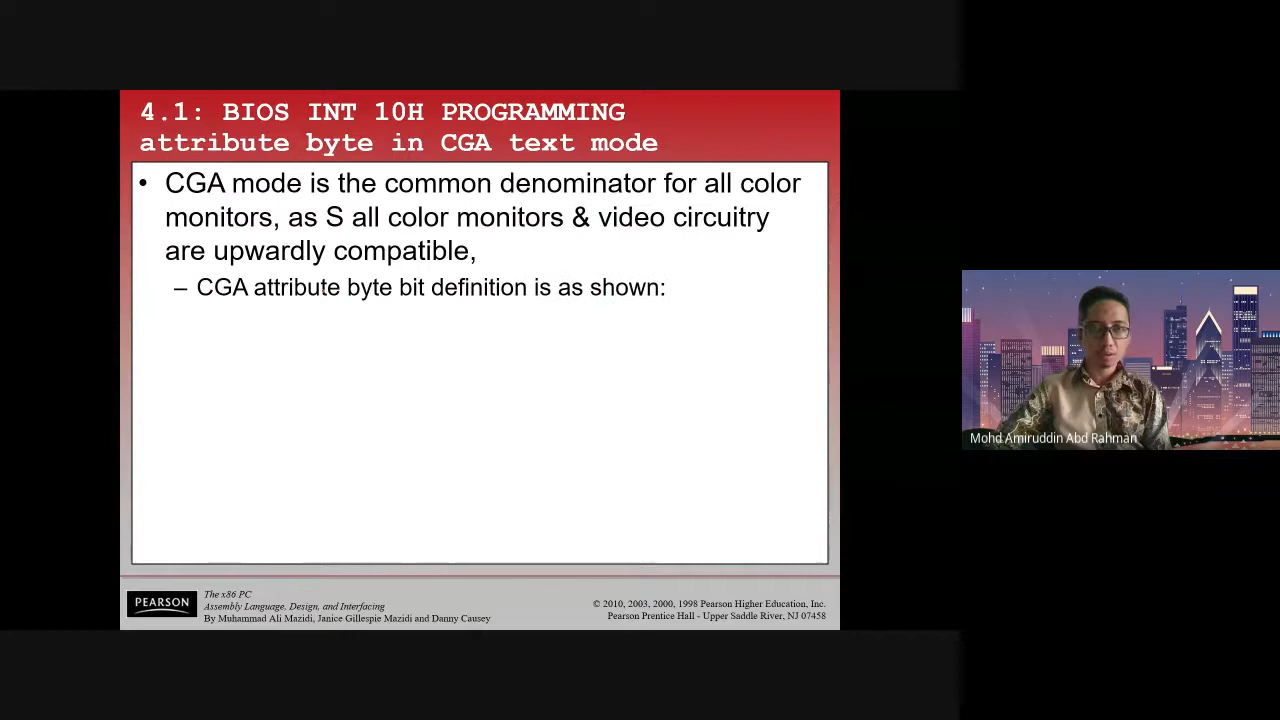 4.1: BIOS INT 10H PROGRAMMING
attribute byte in CGA text mode
• CGA mode is the common denominator for all color
monitors, as S all color monitors & video circuitry
are upwardly compatible,
– CGA attribute byte bit definition is as shown:
Mohd Amiruddin Abd Rahman
PEARSON
The x86 PC
Assembly Language, Design, and Interfacing
By Muhammad Ali Mazidi, Janice Gillespie Mazidi and Danny Causey
© 2010, 2003, 2000, 1998 Pearson Higher Education, Inc.
Pearson Prentice Hall - Upper Saddle River, NJ 07458